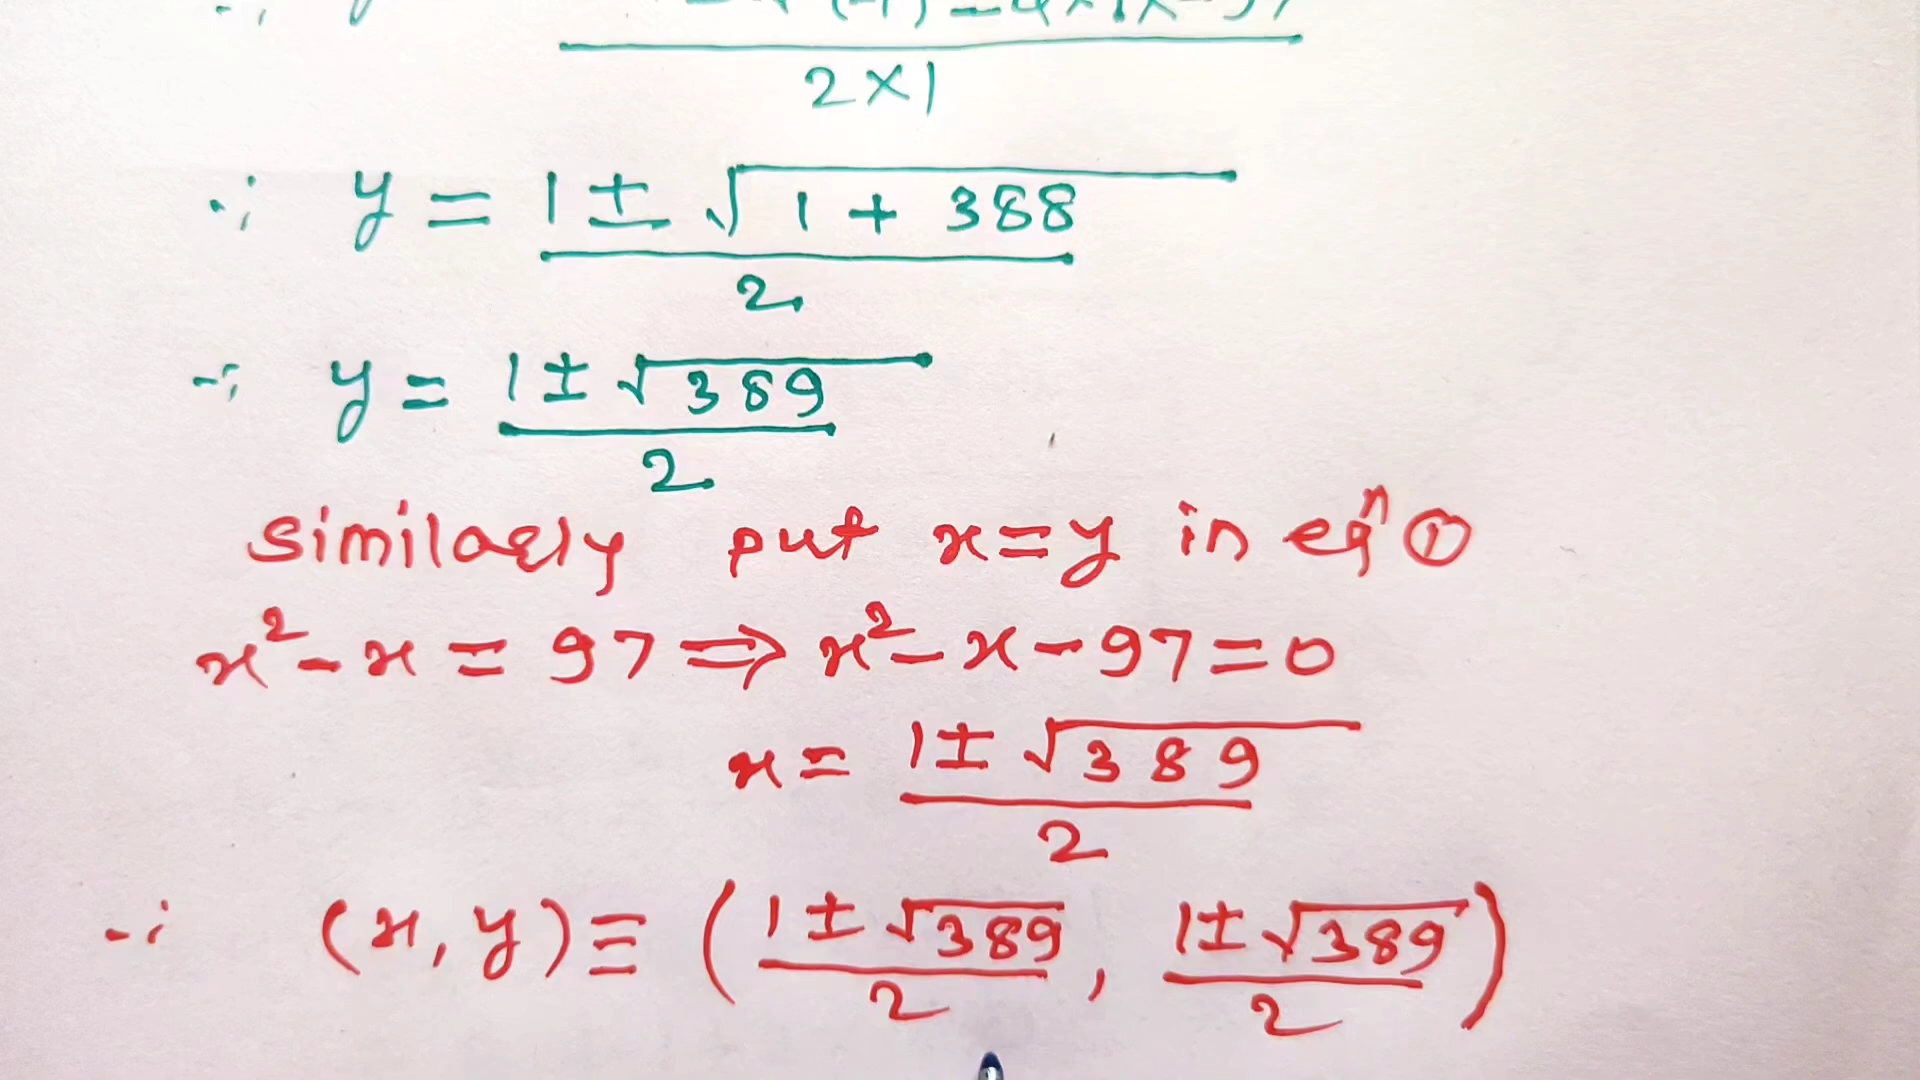 2×1
∴ y = 1 ± √1 + 388
2
∴ y = 1 ± √389
2
Similarly put x=y in eqⁿ ①
x² - x = 97 ⇒ x² - x - 97 = 0
x = 1 ± √389
2
∴ (x, y) ≡ (1 ± √389 / 2, 1 ± √389 / 2)